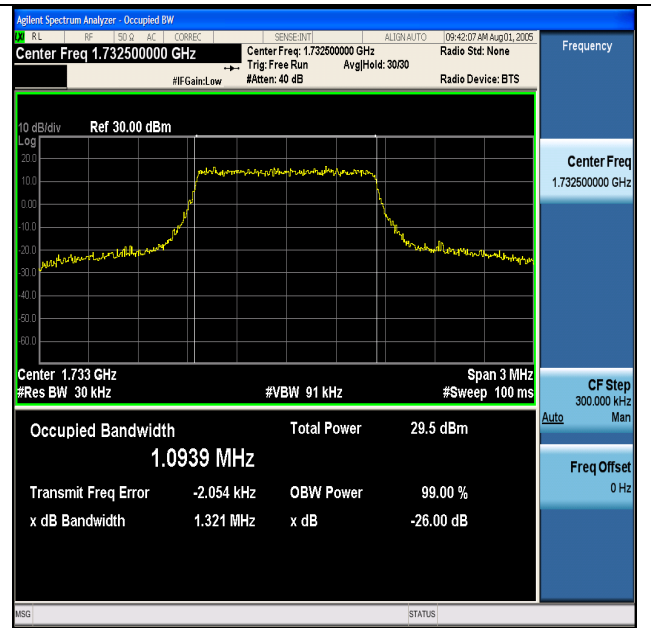 Agilent Spectrum Analyzer - Occupied BW
LXI RL RF 50 Ω AC CORREC SENSE:INT ALIGN AUTO 09:42:07 AM Aug 01, 2005
Center Freq 1.732500000 GHz
Center Freq: 1.732500000 GHz
Radio Std: None
Trig: Free Run Avg|Hold: 30/30
#IFGain:Low
#Atten: 40 dB
Radio Device: BTS
Frequency
10 dB/div Ref 30.00 dBm
Log
20.0
10.0
0.00
-10.0
-20.0
-30.0
-40.0
-50.0
-60.0
Center Freq
1.732500000 GHz
Center 1.733 GHz
Span 3 MHz
#Res BW 30 kHz
#VBW 91 kHz
#Sweep 100 ms
CF Step
300.000 kHz
Auto Man
Occupied Bandwidth
Total Power 29.5 dBm
1.0939 MHz
Freq Offset
0 Hz
Transmit Freq Error -2.054 kHz OBW Power 99.00 %
x dB Bandwidth 1.321 MHz x dB -26.00 dB
MSG
STATUS